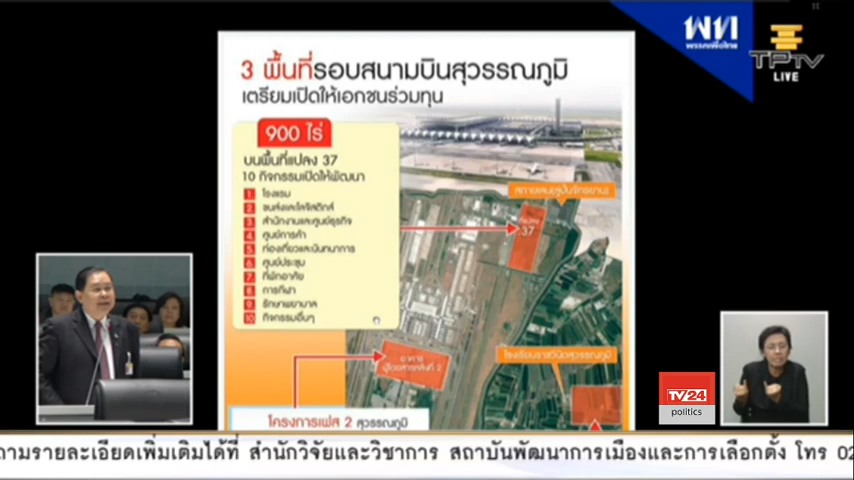 พท
พรรคเพื่อไทย
TPTV
LIVE
3 พื้นที่รอบสนามบินสุวรรณภูมิ
เตรียมเปิดให้เอกชนร่วมทุน
900 ไร่
บนพื้นที่แปลง 37
10 กิจกรรมเปิดให้พัฒนา
1 โรงแรม
2 ขนส่งและโลจิสติกส์
3 สำนักงานและศูนย์ธุรกิจ
4 ศูนย์การค้า
5 ท่องเที่ยวและนันทนาการ
6 ศูนย์ประชุม
7 ที่พักอาศัย
8 การกีฬา
9 รักษาพยาบาล
10 กิจกรรมอื่นๆ
37
อาคาร
ผู้โดยสารหลังที่ 2
โรงเรียนราชวินิตสุวรรณภูมิ
โครงการเฟส 2 สุวรรณภูมิ
TV24
politics
ถามรายละเอียดเพิ่มเติมได้ที่ สำนักวิจัยและวิชาการ สถาบันพัฒนาการเมืองและการเลือกตั้ง โทร 02